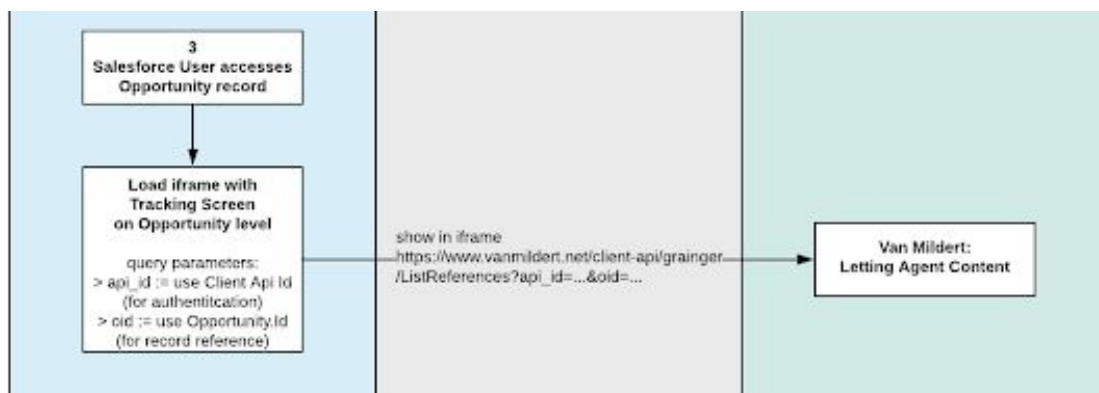 3
Salesforce User accesses
Opportunity record
Load iframe with
Tracking Screen
on Opportunity level
query parameters:
> api_id := use Client Api Id
(for authentitcation)
> oid := use Opportunity.Id
(for record reference)
show in iframe
https://www.vanmildert.net/client-api/grainger
/ListReferences?api_id=...&oid=...
Van Mildert:
Letting Agent Content